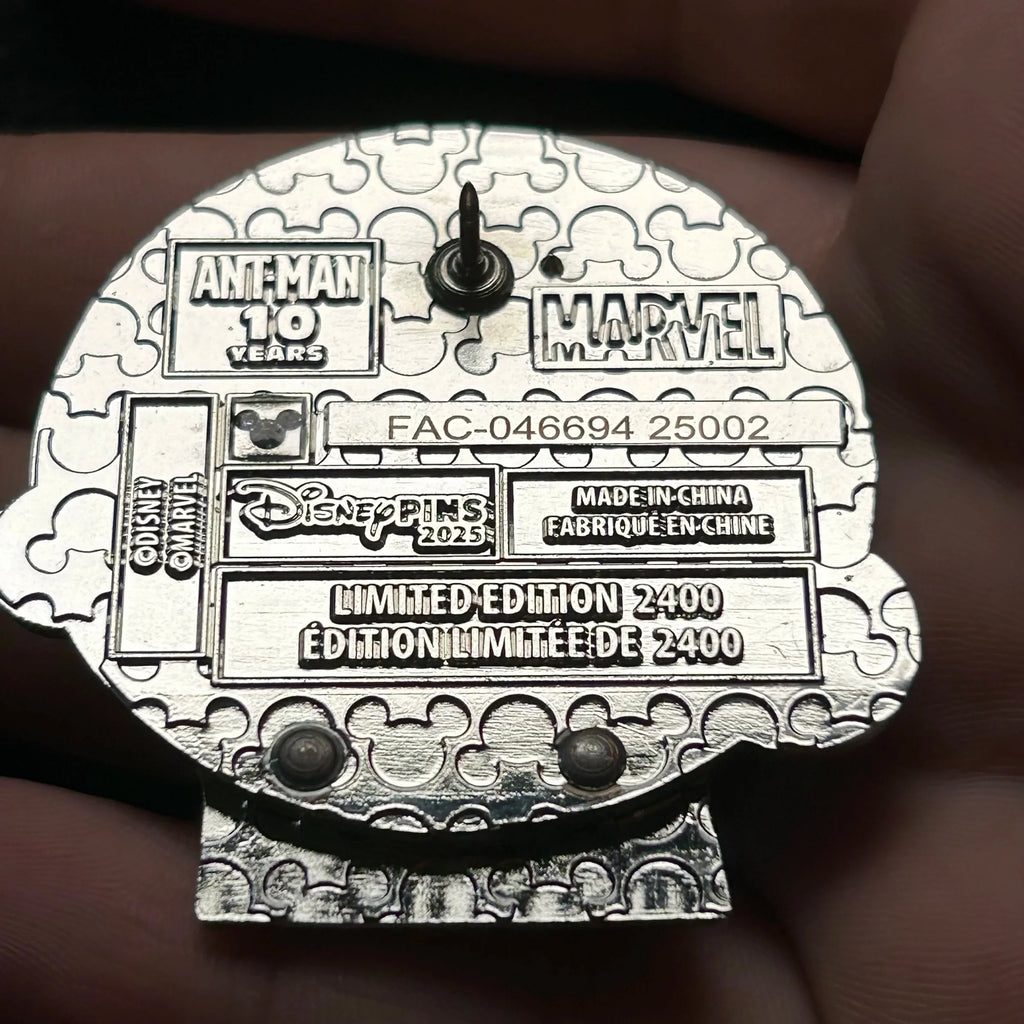 ANT-MAN
10
YEARS
MARVEL
FAC-046694 25002
©DISNEY
©MARVEL
DISNEY PINS
2025
MADE IN CHINA
FABRIQUÉ EN CHINE
LIMITED EDITION 2400
ÉDITION LIMITÉE DE 2400